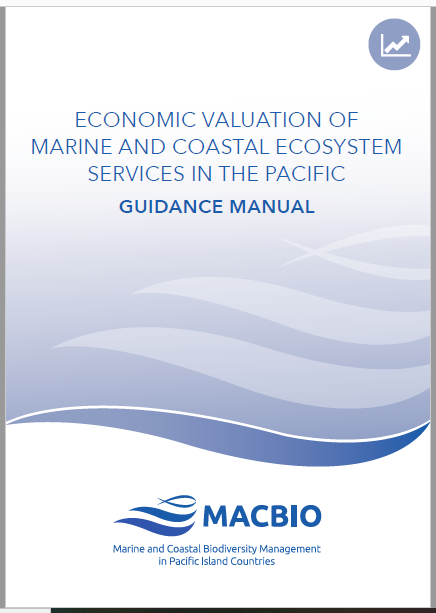 ECONOMIC VALUATION OF
MARINE AND COASTAL ECOSYSTEM
SERVICES IN THE PACIFIC
GUIDANCE MANUAL
MACBIO
Marine and Coastal Biodiversity Management
in Pacific Island Countries